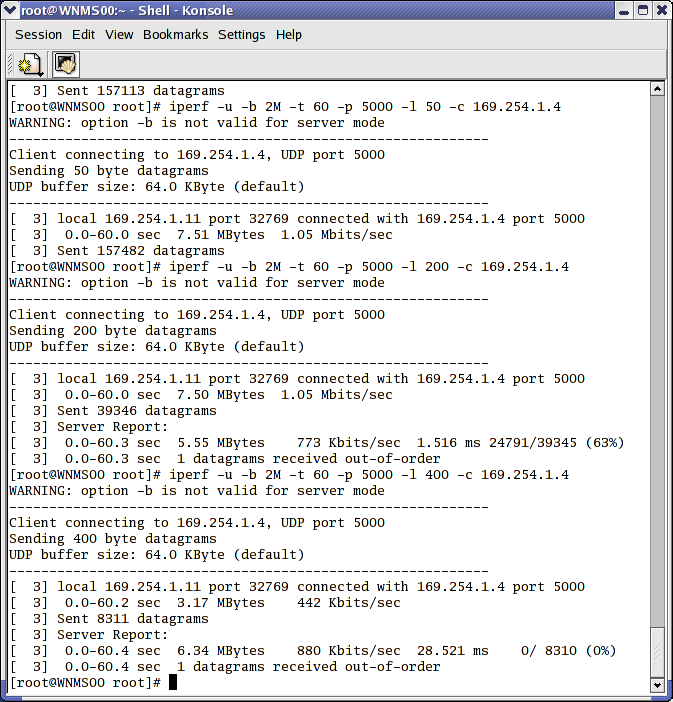 root@WNMS00:~ - Shell - Konsole
Session Edit View Bookmarks Settings Help
[  3] Sent 157113 datagrams
[root@WNMS00 root]# iperf -u -b 2M -t 60 -p 5000 -l 50 -c 169.254.1.4
WARNING: option -b is not valid for server mode
------------------------------------------------------------
Client connecting to 169.254.1.4, UDP port 5000
Sending 50 byte datagrams
UDP buffer size: 64.0 KByte (default)
------------------------------------------------------------
[  3] local 169.254.1.11 port 32769 connected with 169.254.1.4 port 5000
[  3]  0.0-60.0 sec  7.51 MBytes  1.05 Mbits/sec
[  3] Sent 157482 datagrams
[root@WNMS00 root]# iperf -u -b 2M -t 60 -p 5000 -l 200 -c 169.254.1.4
WARNING: option -b is not valid for server mode
------------------------------------------------------------
Client connecting to 169.254.1.4, UDP port 5000
Sending 200 byte datagrams
UDP buffer size: 64.0 KByte (default)
------------------------------------------------------------
[  3] local 169.254.1.11 port 32769 connected with 169.254.1.4 port 5000
[  3]  0.0-60.0 sec  7.50 MBytes  1.05 Mbits/sec
[  3] Sent 39346 datagrams
[  3] Server Report:
[  3]  0.0-60.3 sec  5.55 MBytes    773 Kbits/sec  1.516 ms 24791/39345 (63%)
[  3]  0.0-60.3 sec  1 datagrams received out-of-order
[root@WNMS00 root]# iperf -u -b 2M -t 60 -p 5000 -l 400 -c 169.254.1.4
WARNING: option -b is not valid for server mode
------------------------------------------------------------
Client connecting to 169.254.1.4, UDP port 5000
Sending 400 byte datagrams
UDP buffer size: 64.0 KByte (default)
------------------------------------------------------------
[  3] local 169.254.1.11 port 32769 connected with 169.254.1.4 port 5000
[  3]  0.0-60.2 sec  3.17 MBytes    442 Kbits/sec
[  3] Sent 8311 datagrams
[  3] Server Report:
[  3]  0.0-60.4 sec  6.34 MBytes    880 Kbits/sec  28.521 ms    0/ 8310 (0%)
[  3]  0.0-60.4 sec  1 datagrams received out-of-order
[root@WNMS00 root]#